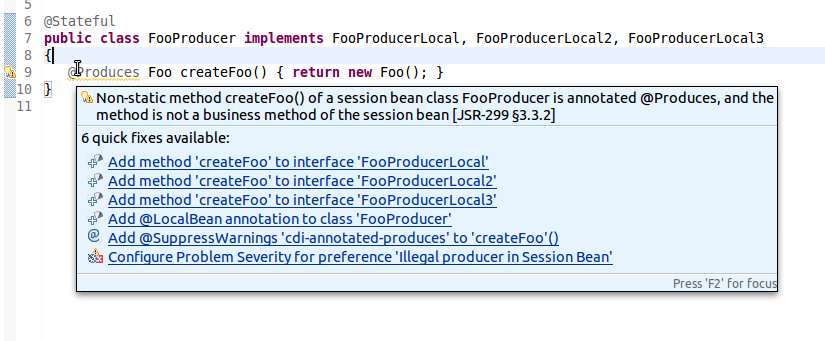 5
6 @Stateful
7 public class FooProducer implements FooProducerLocal, FooProducerLocal2, FooProducerLocal3
8 {
9 @Produces Foo createFoo() { return new Foo(); }
10 }
11
Non-static method createFoo() of a session bean class FooProducer is annotated @Produces, and the
method is not a business method of the session bean [JSR-299 §3.3.2]
6 quick fixes available:
Add method 'createFoo' to interface 'FooProducerLocal'
Add method 'createFoo' to interface 'FooProducerLocal2'
Add method 'createFoo' to interface 'FooProducerLocal3'
Add @LocalBean annotation to class 'FooProducer'
@ Add @SuppressWarnings 'cdi-annotated-produces' to 'createFoo'()
Configure Problem Severity for preference 'Illegal producer in Session Bean'
Press 'F2' for focus